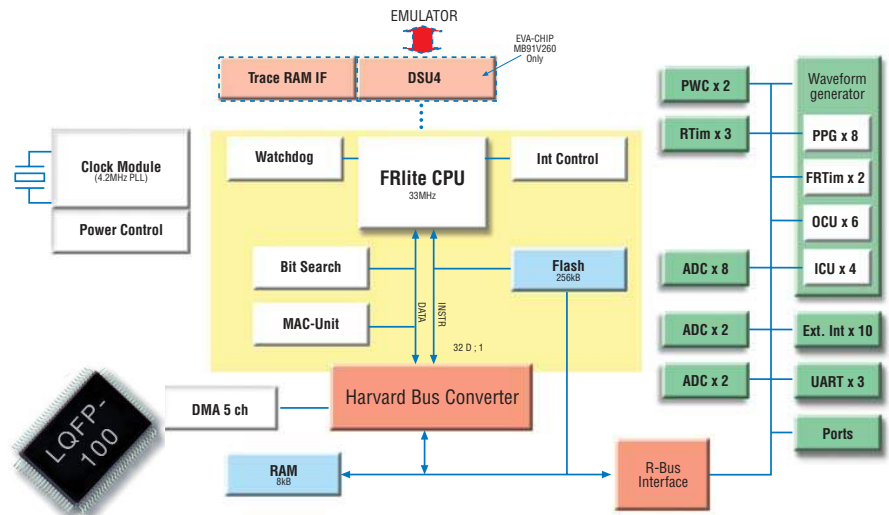 EMULATOR
EVA-CHIP
MB91V260
Only
Trace RAM IF
DSU4
PWC x 2
Waveform
generator
RTim x 3
PPG x 8
Clock Module
(4.2MHz PLL)
Watchdog
FRlite CPU
33MHz
Int Control
FRTim x 2
Power Control
OCU x 6
Bit Search
Flash
256kB
ADC x 8
ICU x 4
DATA
INSTR
MAC-Unit
32 D ; 1
ADC x 2
Ext. Int x 10
Harvard Bus Converter
ADC x 2
UART x 3
DMA 5 ch
LQFP-
100
Ports
RAM
8kB
R-Bus
Interface